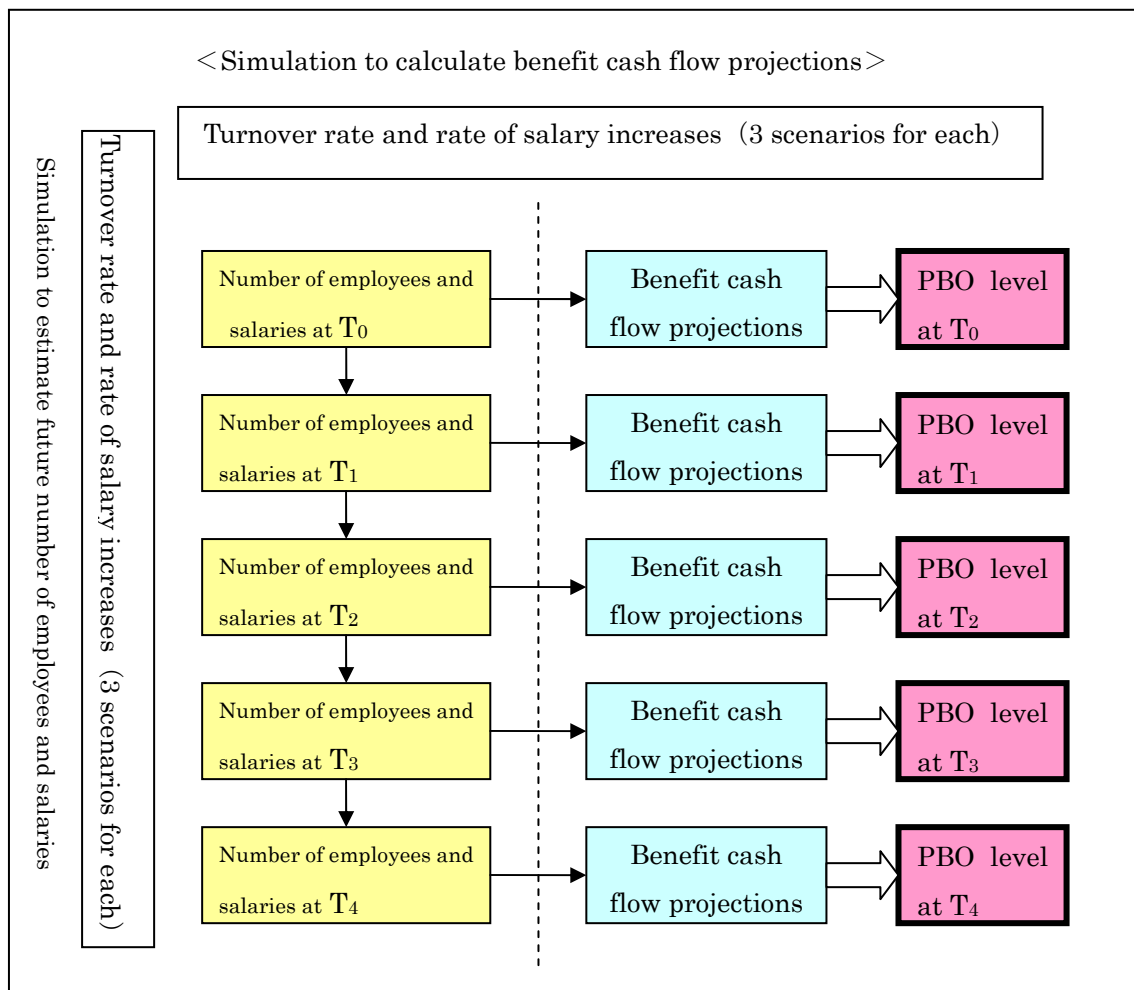 ＜Simulation to calculate benefit cash flow projections＞
Turnover rate and rate of salary increases（3 scenarios for each）
Simulation to estimate future number of employees and salaries
Turnover rate and rate of salary increases（3 scenarios for each）
Number of employees and
salaries at T₀
Benefit cash
flow projections
PBO level
at T₀
Number of employees and
salaries at T₁
Benefit cash
flow projections
PBO level
at T₁
Number of employees and
salaries at T₂
Benefit cash
flow projections
PBO level
at T₂
Number of employees and
salaries at T₃
Benefit cash
flow projections
PBO level
at T₃
Number of employees and
salaries at T₄
Benefit cash
flow projections
PBO level
at T₄